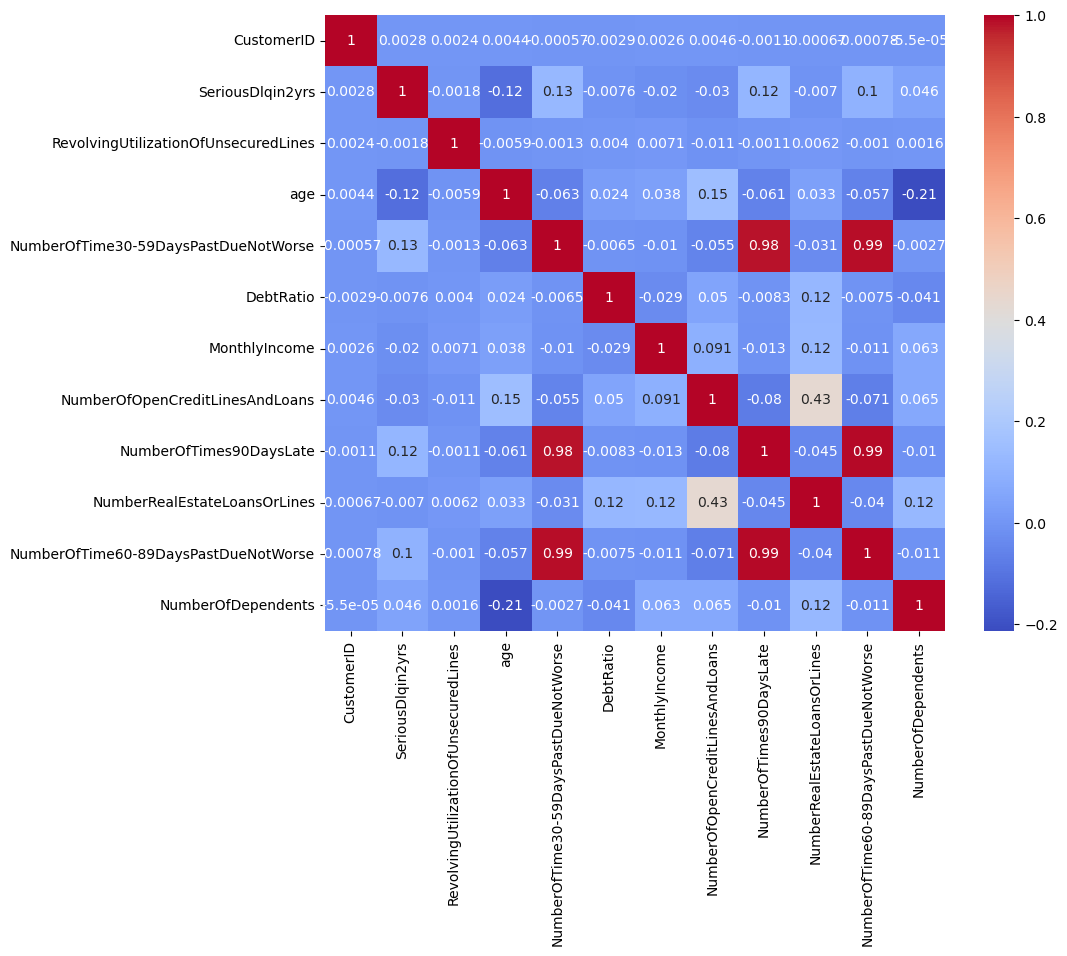 CustomerID 1 0.0028 0.0024 0.0044 -0.00057 -0.0029 0.0026 0.0046 -0.0011 -0.00067 -0.00078 -5.5e-05
SeriousDlqin2yrs 0.0028 1 -0.0018 -0.12 0.13 -0.0076 -0.02 -0.03 0.12 -0.007 0.1 0.046
RevolvingUtilizationOfUnsecuredLines 0.0024 -0.0018 1 -0.0059 -0.0013 0.004 0.0071 -0.011 -0.0011 0.0062 -0.001 0.0016
age 0.0044 -0.12 -0.0059 1 -0.063 0.024 0.038 0.15 -0.061 0.033 -0.057 -0.21
NumberOfTime30-59DaysPastDueNotWorse -0.00057 0.13 -0.0013 -0.063 1 -0.0065 -0.01 -0.055 0.98 -0.031 0.99 -0.0027
DebtRatio -0.0029 -0.0076 0.004 0.024 -0.0065 1 -0.029 0.05 -0.0083 0.12 -0.0075 -0.041
MonthlyIncome 0.0026 -0.02 0.0071 0.038 -0.01 -0.029 1 0.091 -0.013 0.12 -0.011 0.063
NumberOfOpenCreditLinesAndLoans 0.0046 -0.03 -0.011 0.15 -0.055 0.05 0.091 1 -0.08 0.43 -0.071 0.065
NumberOfTimes90DaysLate -0.0011 0.12 -0.0011 -0.061 0.98 -0.0083 -0.013 -0.08 1 -0.045 0.99 -0.01
NumberRealEstateLoansOrLines -0.00067 -0.007 0.0062 0.033 -0.031 0.12 0.12 0.43 -0.045 1 -0.04 0.12
NumberOfTime60-89DaysPastDueNotWorse -0.00078 0.1 -0.001 -0.057 0.99 -0.0075 -0.011 -0.071 0.99 -0.04 1 -0.011
NumberOfDependents -5.5e-05 0.046 0.0016 -0.21 -0.0027 -0.041 0.063 0.065 -0.01 0.12 -0.011 1
CustomerID
SeriousDlqin2yrs
RevolvingUtilizationOfUnsecuredLines
age
NumberOfTime30-59DaysPastDueNotWorse
DebtRatio
MonthlyIncome
NumberOfOpenCreditLinesAndLoans
NumberOfTimes90DaysLate
NumberRealEstateLoansOrLines
NumberOfTime60-89DaysPastDueNotWorse
NumberOfDependents
1.0
0.8
0.6
0.4
0.2
0.0
−0.2